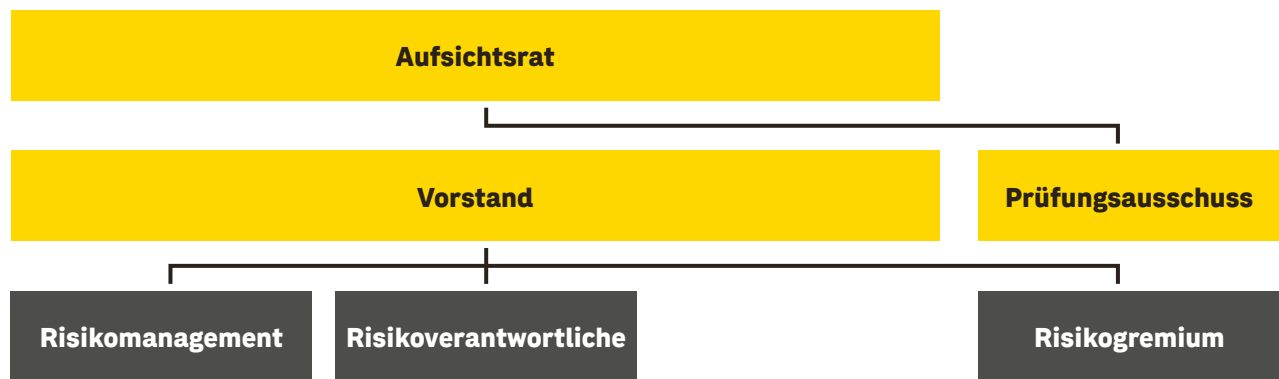 Aufsichtsrat
Vorstand
Prüfungsausschuss
Risikomanagement
Risikoverantwortliche
Risikogremium